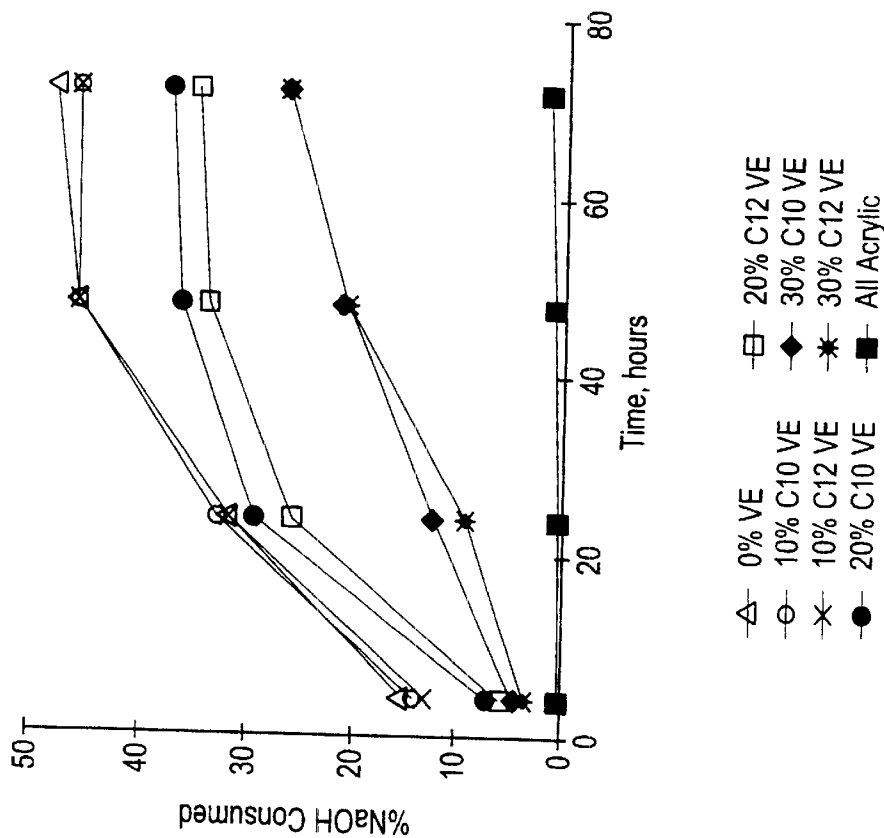 %NaOH Consumed
50
40
30
20
10
0
0
20
40
60
80
Time, hours
0% VE
10% C10 VE
10% C12 VE
20% C10 VE
20% C12 VE
30% C10 VE
30% C12 VE
All Acrylic